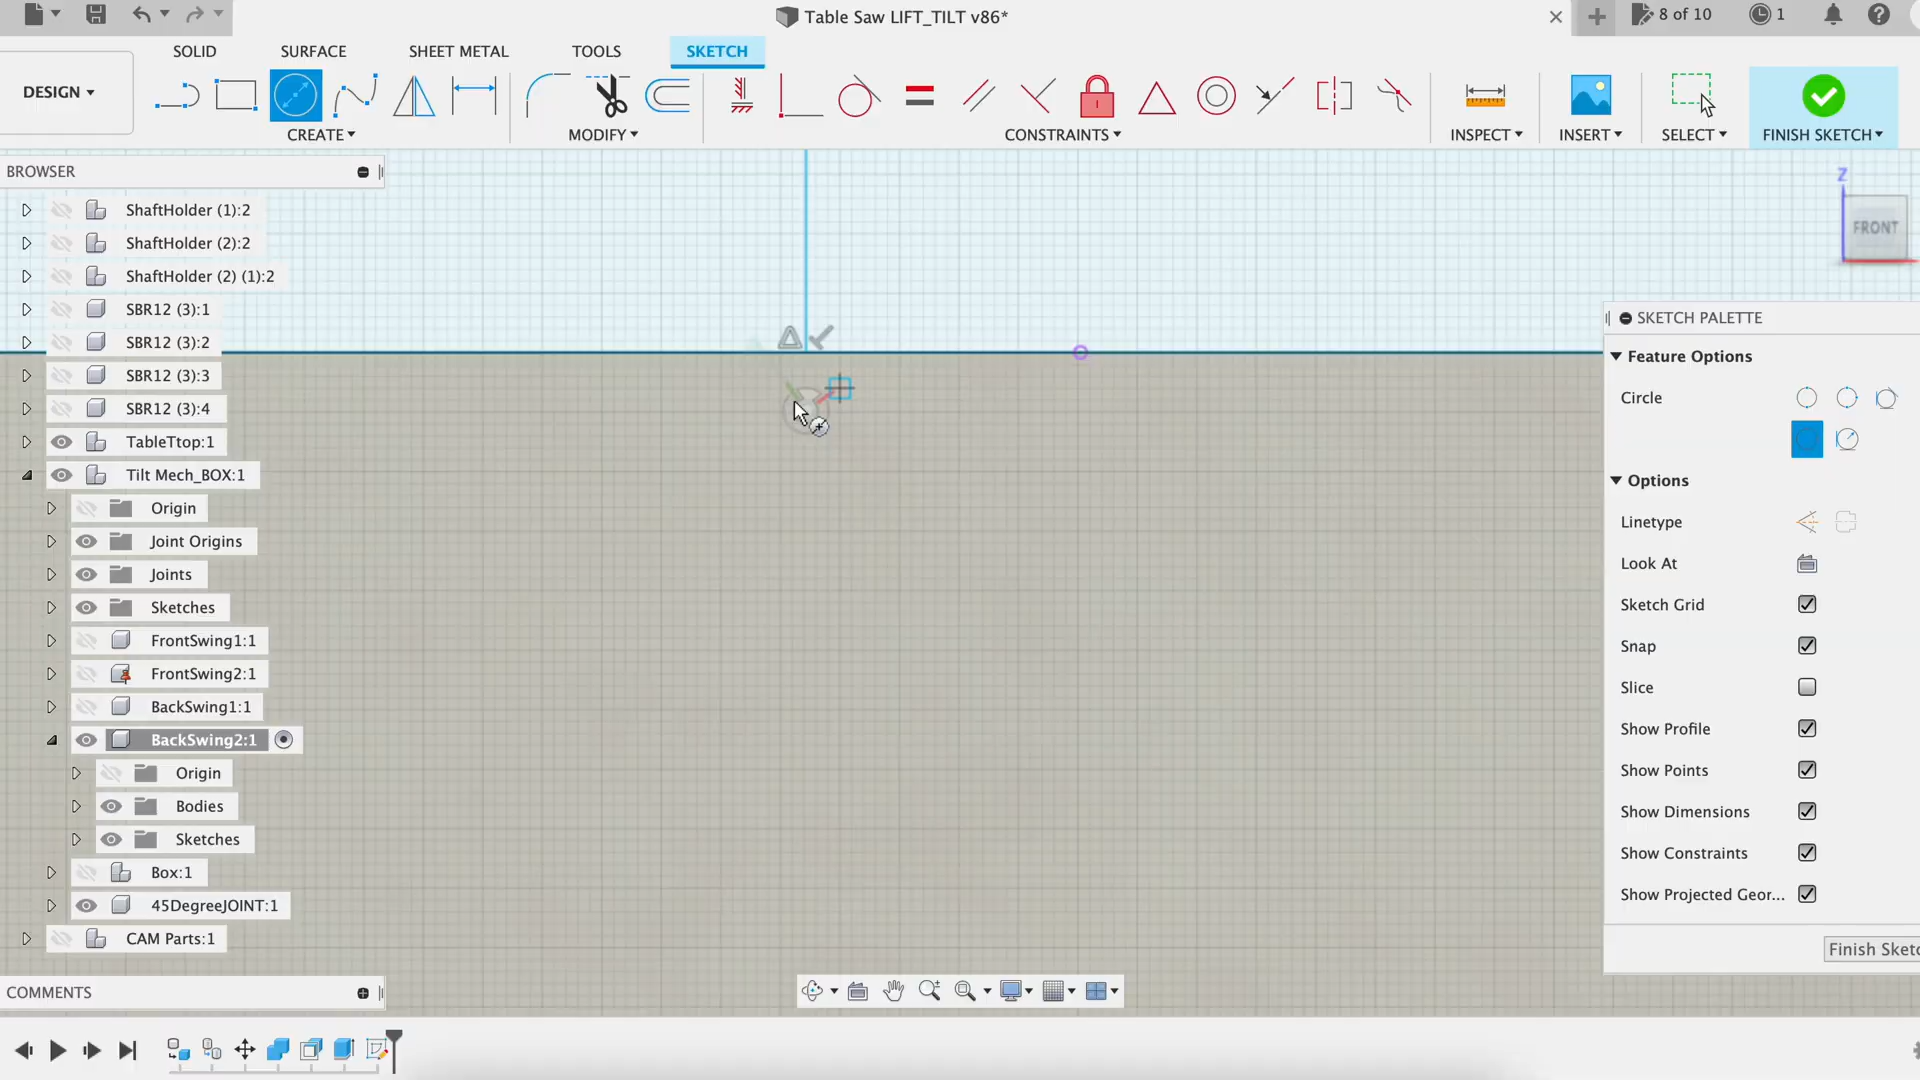 Table Saw LIFT_TILT v86*
8 of 10
1
SOLID
SURFACE
SHEET METAL
TOOLS
SKETCH
DESIGN
CREATE
MODIFY
CONSTRAINTS
INSPECT
INSERT
SELECT
FINISH SKETCH
BROWSER
ShaftHolder (1):2
ShaftHolder (2):2
ShaftHolder (2) (1):2
SBR12 (3):1
SBR12 (3):2
SBR12 (3):3
SBR12 (3):4
TableTtop:1
Tilt Mech_BOX:1
Origin
Joint Origins
Joints
Sketches
FrontSwing1:1
FrontSwing2:1
BackSwing1:1
BackSwing2:1
Origin
Bodies
Sketches
Box:1
45DegreeJOINT:1
CAM Parts:1
COMMENTS
Z
FRONT
SKETCH PALETTE
Feature Options
Circle
Options
Linetype
Look At
Sketch Grid
Snap
Slice
Show Profile
Show Points
Show Dimensions
Show Constraints
Show Projected Geor...
Finish Sketc